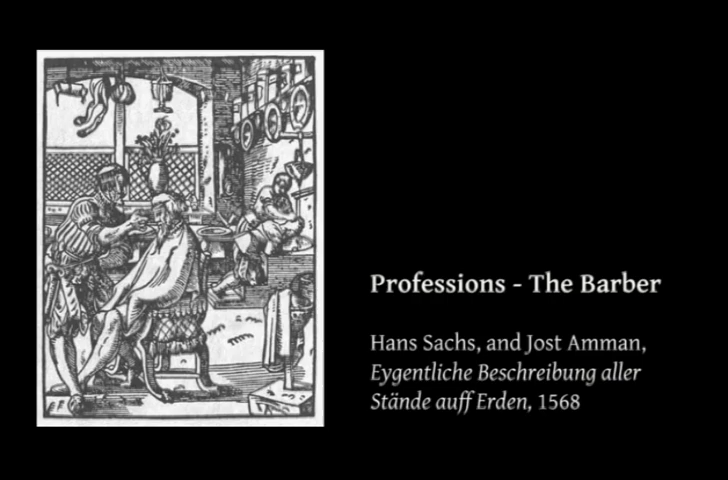 Professions - The Barber
Hans Sachs, and Jost Amman,
Eygentliche Beschreibung aller
Stände auff Erden, 1568